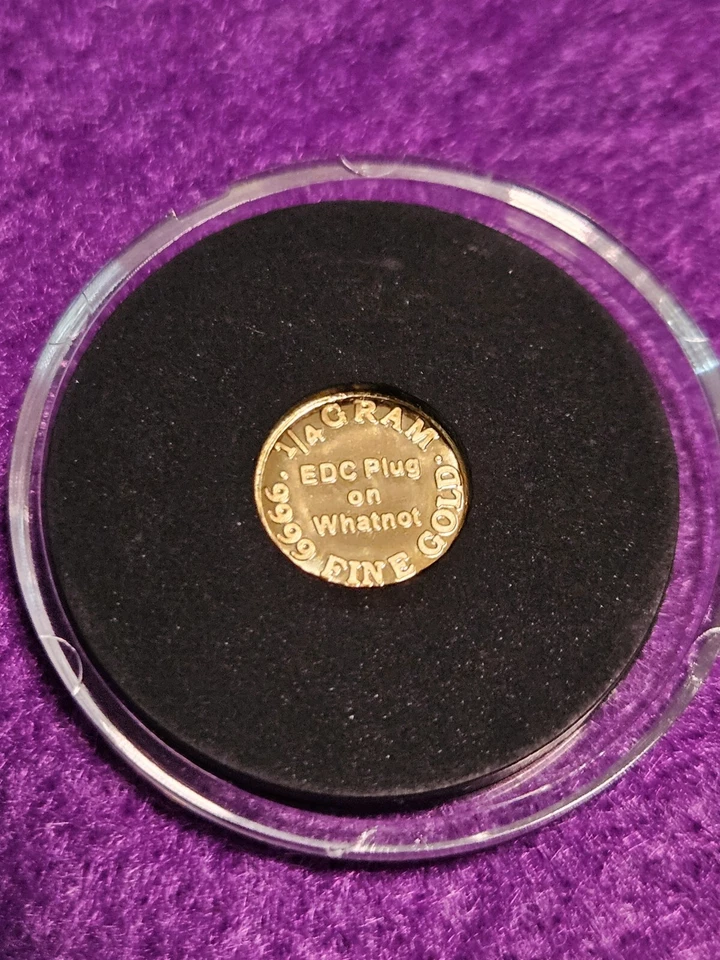 1/4 GRAM
EDC Plug
on
Whatnot
.9999 FINE GOLD